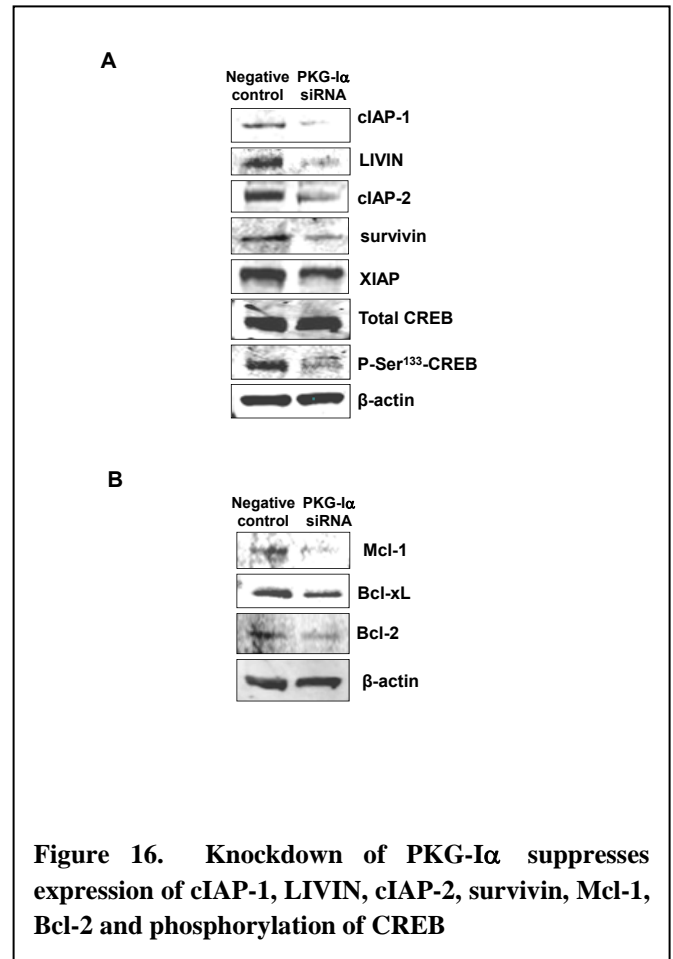 A
Negative PKG-Iα
control siRNA
cIAP-1
LIVIN
cIAP-2
survivin
XIAP
Total CREB
P-Ser¹³³-CREB
β-actin
B
Negative PKG-Iα
control siRNA
Mcl-1
Bcl-xL
Bcl-2
β-actin
Figure 16. Knockdown of PKG-Iα suppresses
expression of cIAP-1, LIVIN, cIAP-2, survivin, Mcl-1,
Bcl-2 and phosphorylation of CREB